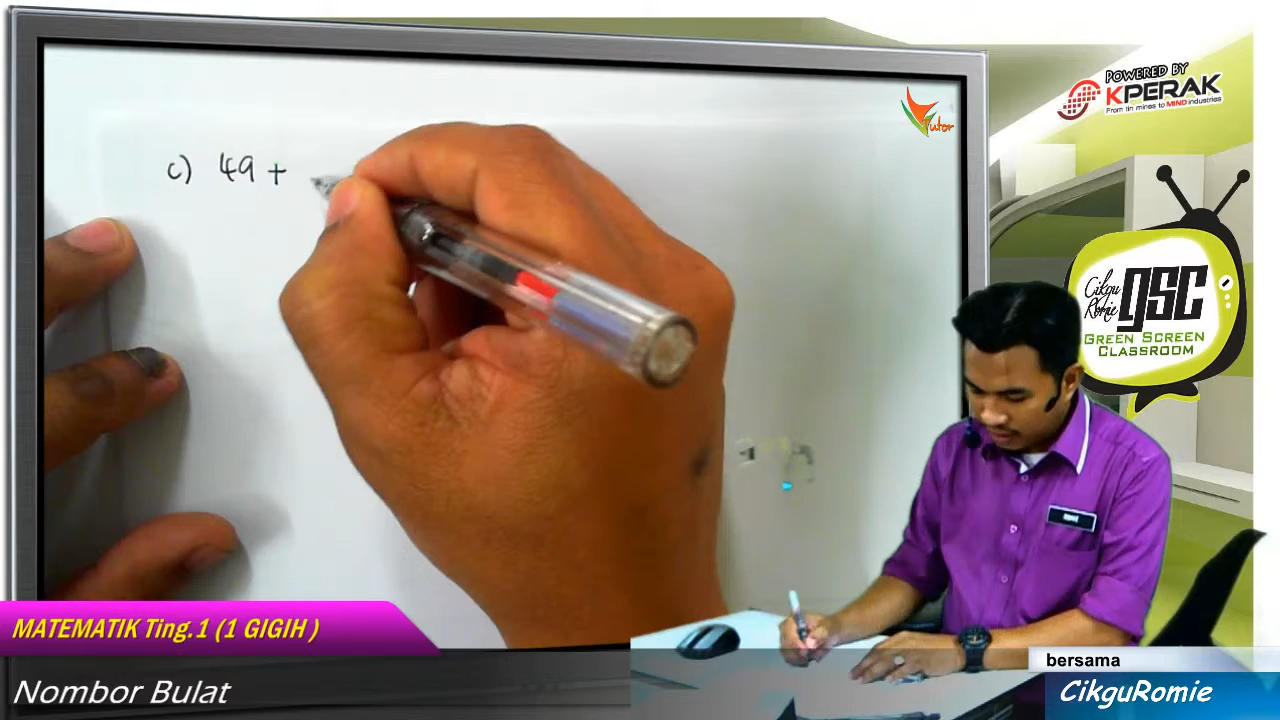 POWERED BY
KPERAK
From tin mines to MIND industries
Tutor
c) 49 +
Cikgu
Romie
gsc
GREEN SCREEN
CLASSROOM
MATEMATIK Ting.1 (1 GIGIH )
Nombor Bulat
bersama
CikguRomie